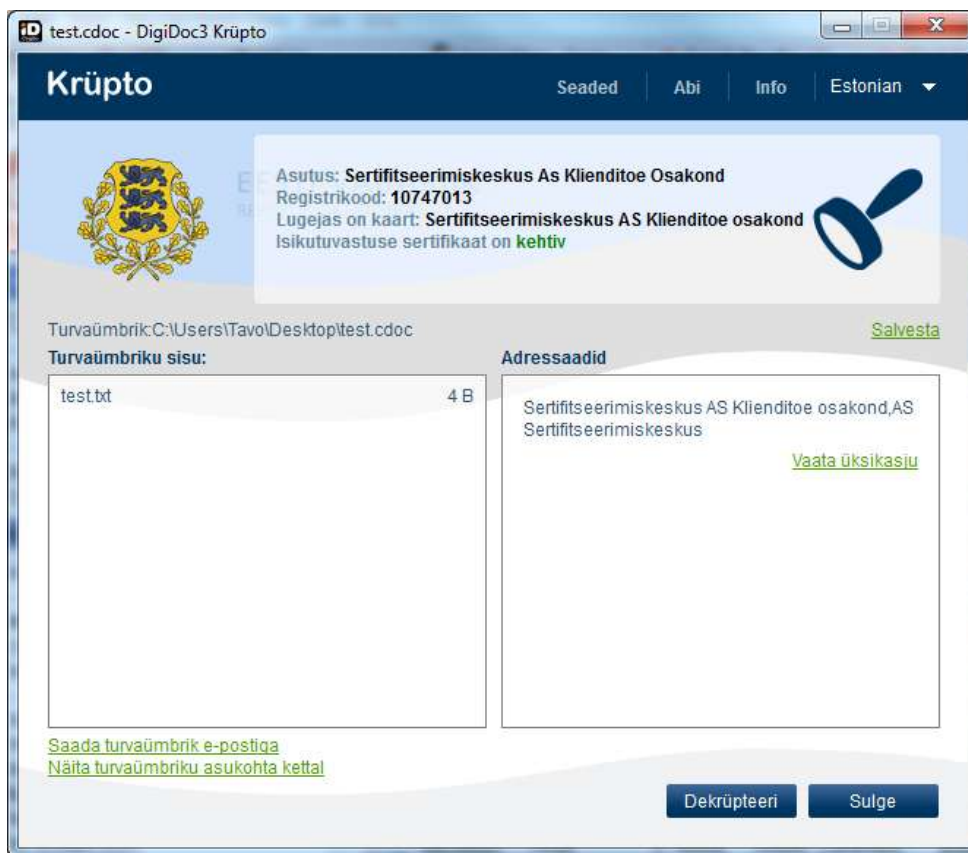 test.cdoc - DigiDoc3 Krüpto
Krüpto
Seaded
Abi
Info
Estonian
Asutus: Sertifitseerimiskeskus As Klienditoe Osakond
Registrikood: 10747013
Lugejas on kaart: Sertifitseerimiskeskus AS Klienditoe osakond
Isikutuvastuse sertifikaat on kehtiv
Turvaümbrik:C:\Users\Tavo\Desktop\test.cdoc
Salvesta
Turvaümbriku sisu:
Adressaadid
test.txt 4 B
Sertifitseerimiskeskus AS Klienditoe osakond,AS
Sertifitseerimiskeskus
Vaata üksikasju
Saada turvaümbrik e-postiga
Näita turvaümbriku asukohta kettal
Dekrüpteeri
Sulge